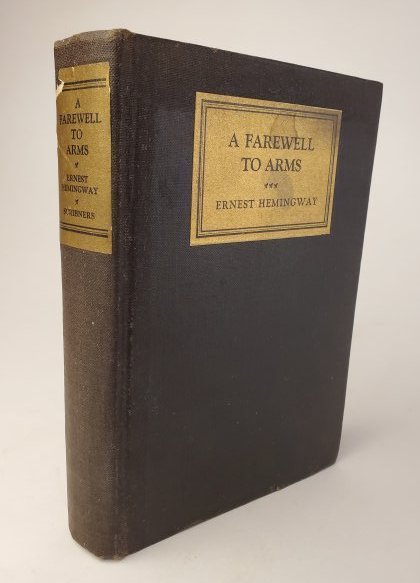 A
FAREWELL
TO
ARMS
ERNEST
HEMINGWAY
SCRIBNERS
A FAREWELL
TO ARMS
ERNEST HEMINGWAY